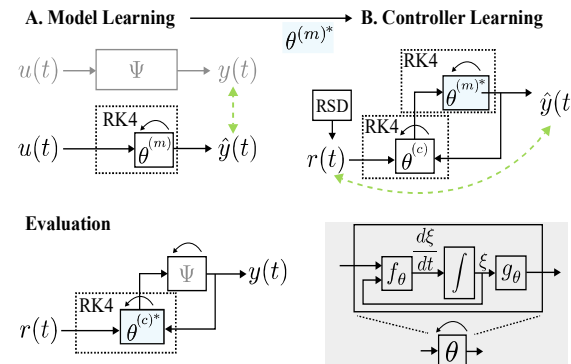 A. Model Learning
θ^(m)*
B. Controller Learning
u(t) Ψ y(t)
RK4
u(t) θ^(m) ŷ(t)
RK4
θ^(m)* ŷ(t
RSD
RK4
r(t) θ^(c)
Evaluation
Ψ y(t)
RK4
r(t) θ^(c)*
dξ/dt
f_θ ∫ ξ g_θ
θ